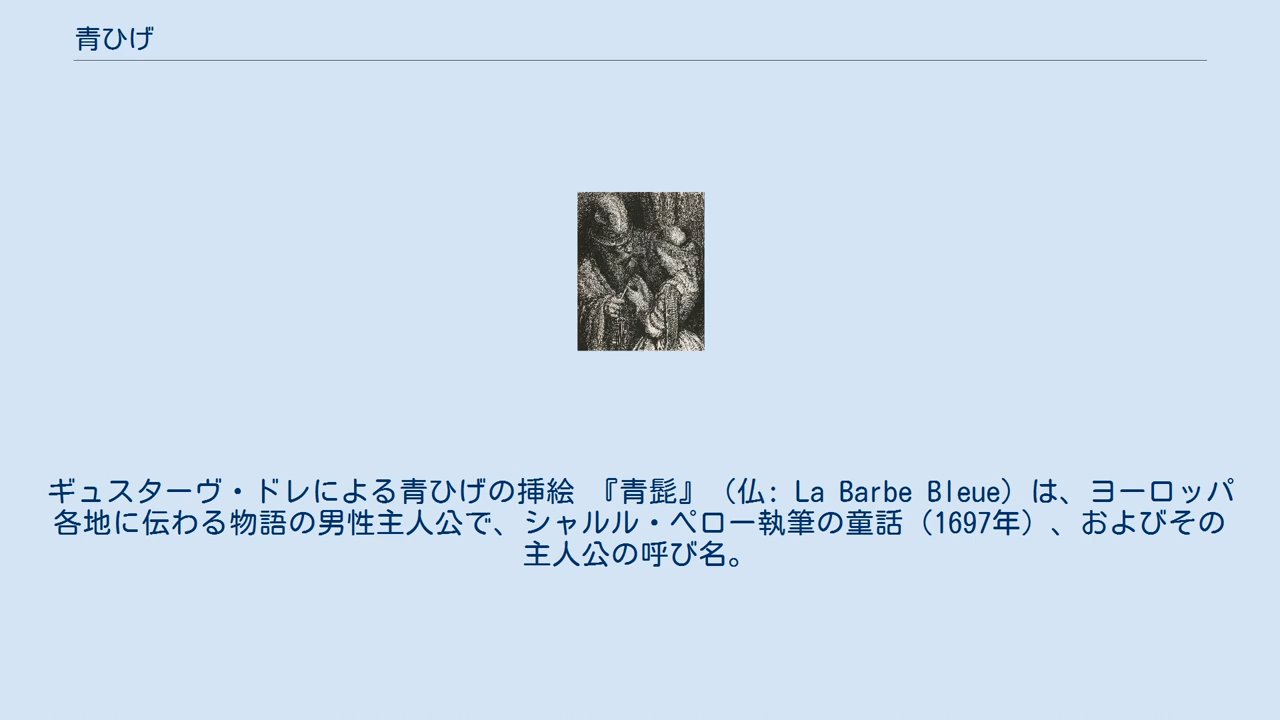 青ひげ
ギュスターヴ・ドレによる青ひげの挿絵 『青髭』（仏: La Barbe Bleue）は、ヨーロッパ
各地に伝わる物語の男性主人公で、シャルル・ペロー執筆の童話（1697年）、およびその
主人公の呼び名。